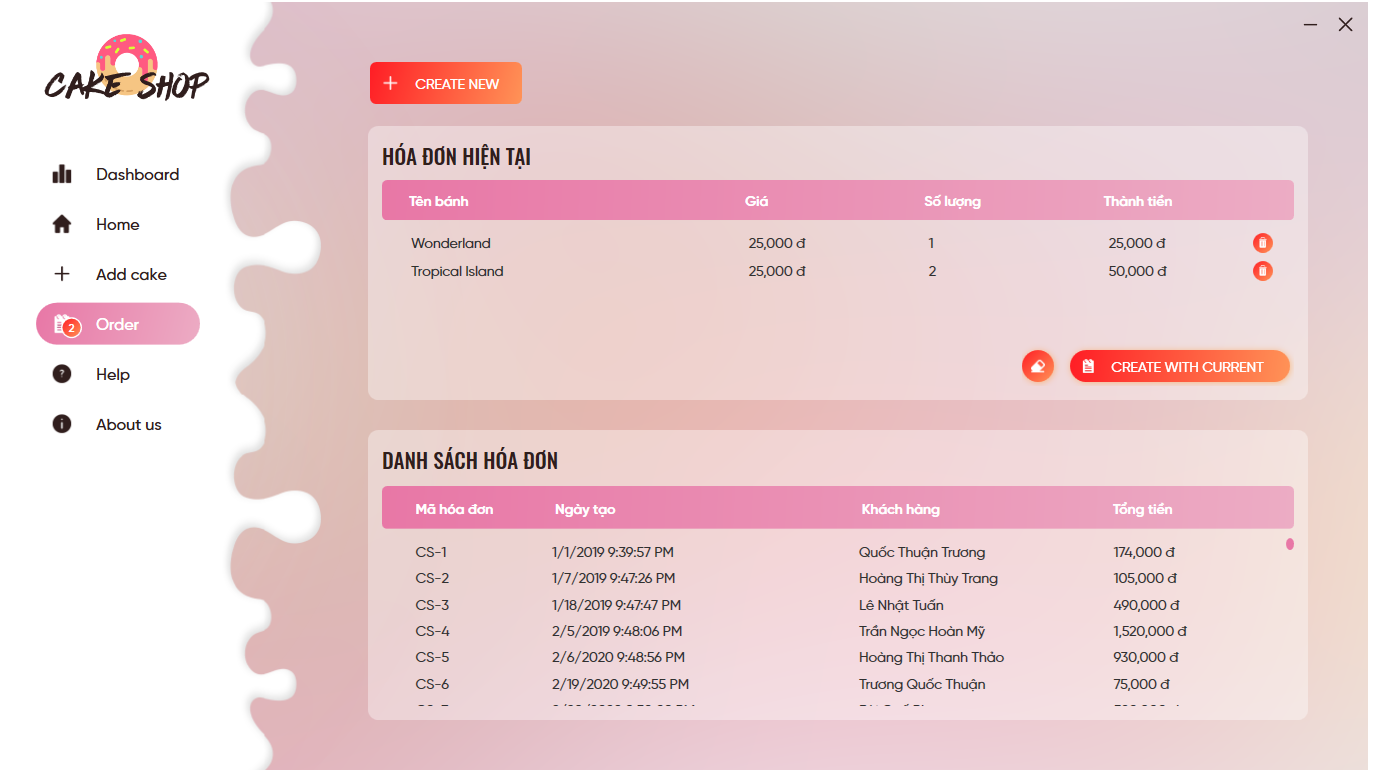 CAKE SHOP
Dashboard
Home
Add cake
2 Order
? Help
i About us
CREATE NEW
HÓA ĐƠN HIỆN TẠI
Tên bánh Giá Số lượng Thành tiền
Wonderland 25,000 đ 1 25,000 đ
Tropical Island 25,000 đ 2 50,000 đ
CREATE WITH CURRENT
DANH SÁCH HÓA ĐƠN
Mã hóa đơn Ngày tạo Khách hàng Tổng tiền
CS-1 1/1/2019 9:39:57 PM Quốc Thuận Trương 174,000 đ
CS-2 1/7/2019 9:47:26 PM Hoàng Thị Thùy Trang 105,000 đ
CS-3 1/18/2019 9:47:47 PM Lê Nhật Tuấn 490,000 đ
CS-4 2/5/2019 9:48:06 PM Trần Ngọc Hoàn Mỹ 1,520,000 đ
CS-5 2/6/2020 9:48:56 PM Hoàng Thị Thanh Thảo 930,000 đ
CS-6 2/19/2020 9:49:55 PM Trương Quốc Thuận 75,000 đ